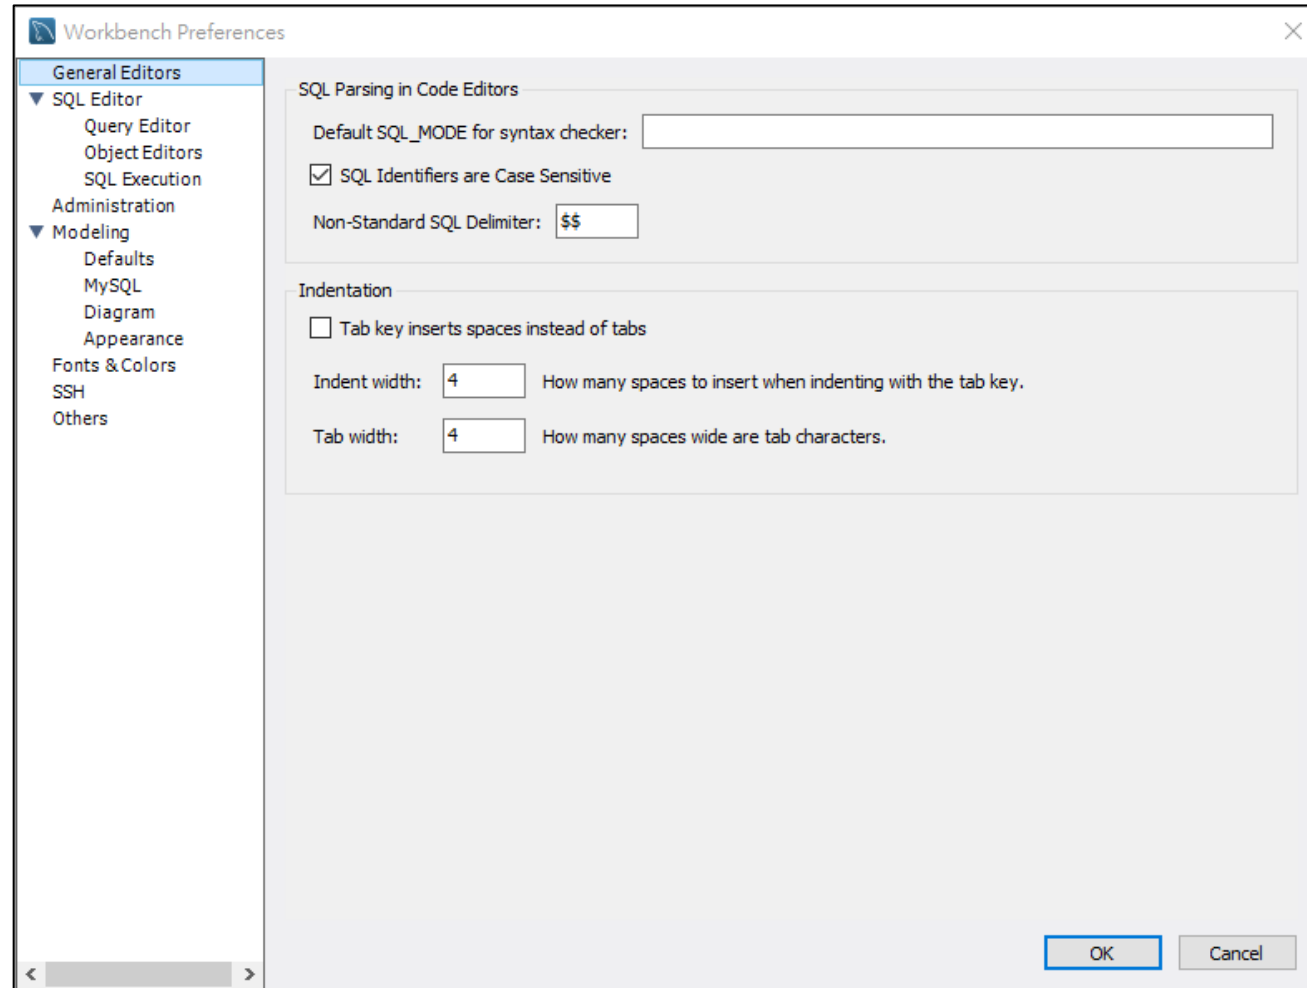 Workbench Preferences
General Editors
SQL Editor
Query Editor
Object Editors
SQL Execution
Administration
Modeling
Defaults
MySQL
Diagram
Appearance
Fonts & Colors
SSH
Others
SQL Parsing in Code Editors
Default SQL_MODE for syntax checker:
SQL Identifiers are Case Sensitive
Non-Standard SQL Delimiter: $$
Indentation
Tab key inserts spaces instead of tabs
Indent width: 4 How many spaces to insert when indenting with the tab key.
Tab width: 4 How many spaces wide are tab characters.
OK Cancel